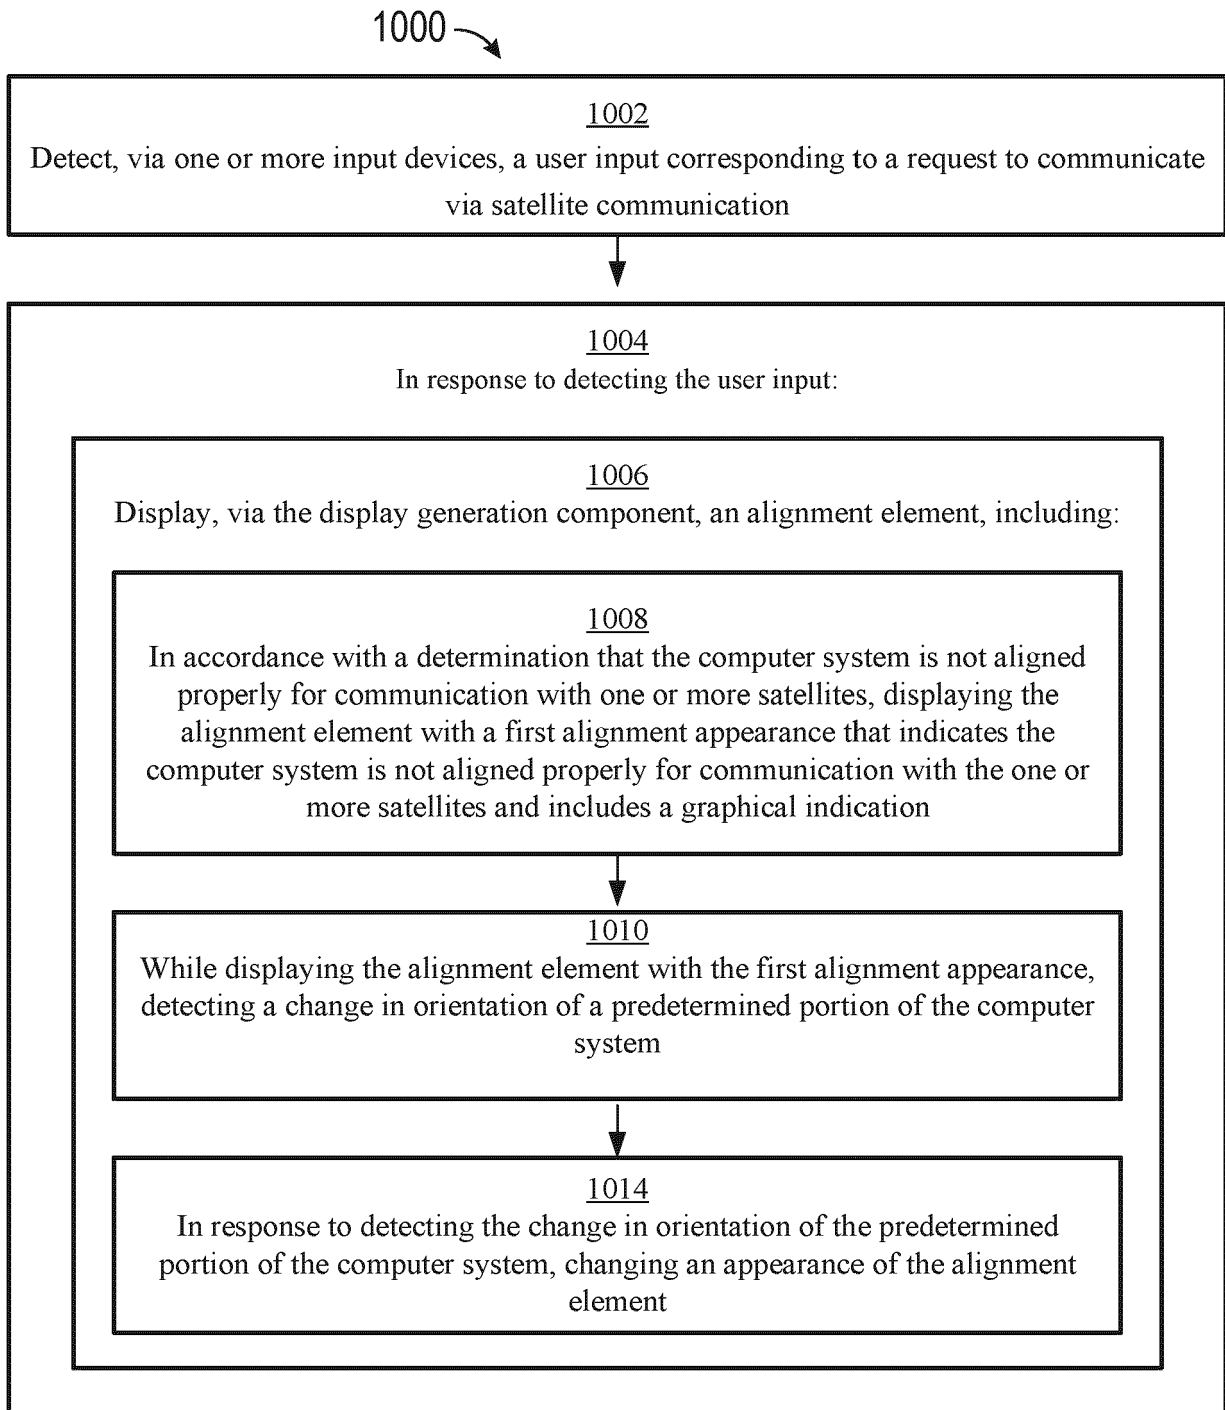 1000
1002
Detect, via one or more input devices, a user input corresponding to a request to communicate
via satellite communication
1004
In response to detecting the user input:
1006
Display, via the display generation component, an alignment element, including:
1008
In accordance with a determination that the computer system is not aligned
properly for communication with one or more satellites, displaying the
alignment element with a first alignment appearance that indicates the
computer system is not aligned properly for communication with the one or
more satellites and includes a graphical indication
1010
While displaying the alignment element with the first alignment appearance,
detecting a change in orientation of a predetermined portion of the computer
system
1014
In response to detecting the change in orientation of the predetermined
portion of the computer system, changing an appearance of the alignment
element